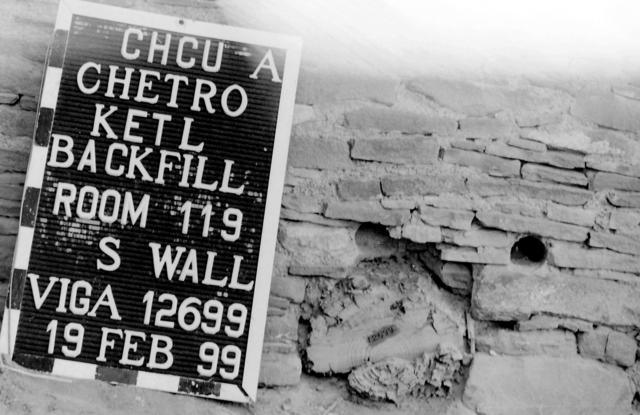 CHCU A
CHETRO
KETL
BACKFILL
ROOM 119
S WALL
VIGA 12699
19 FEB 99